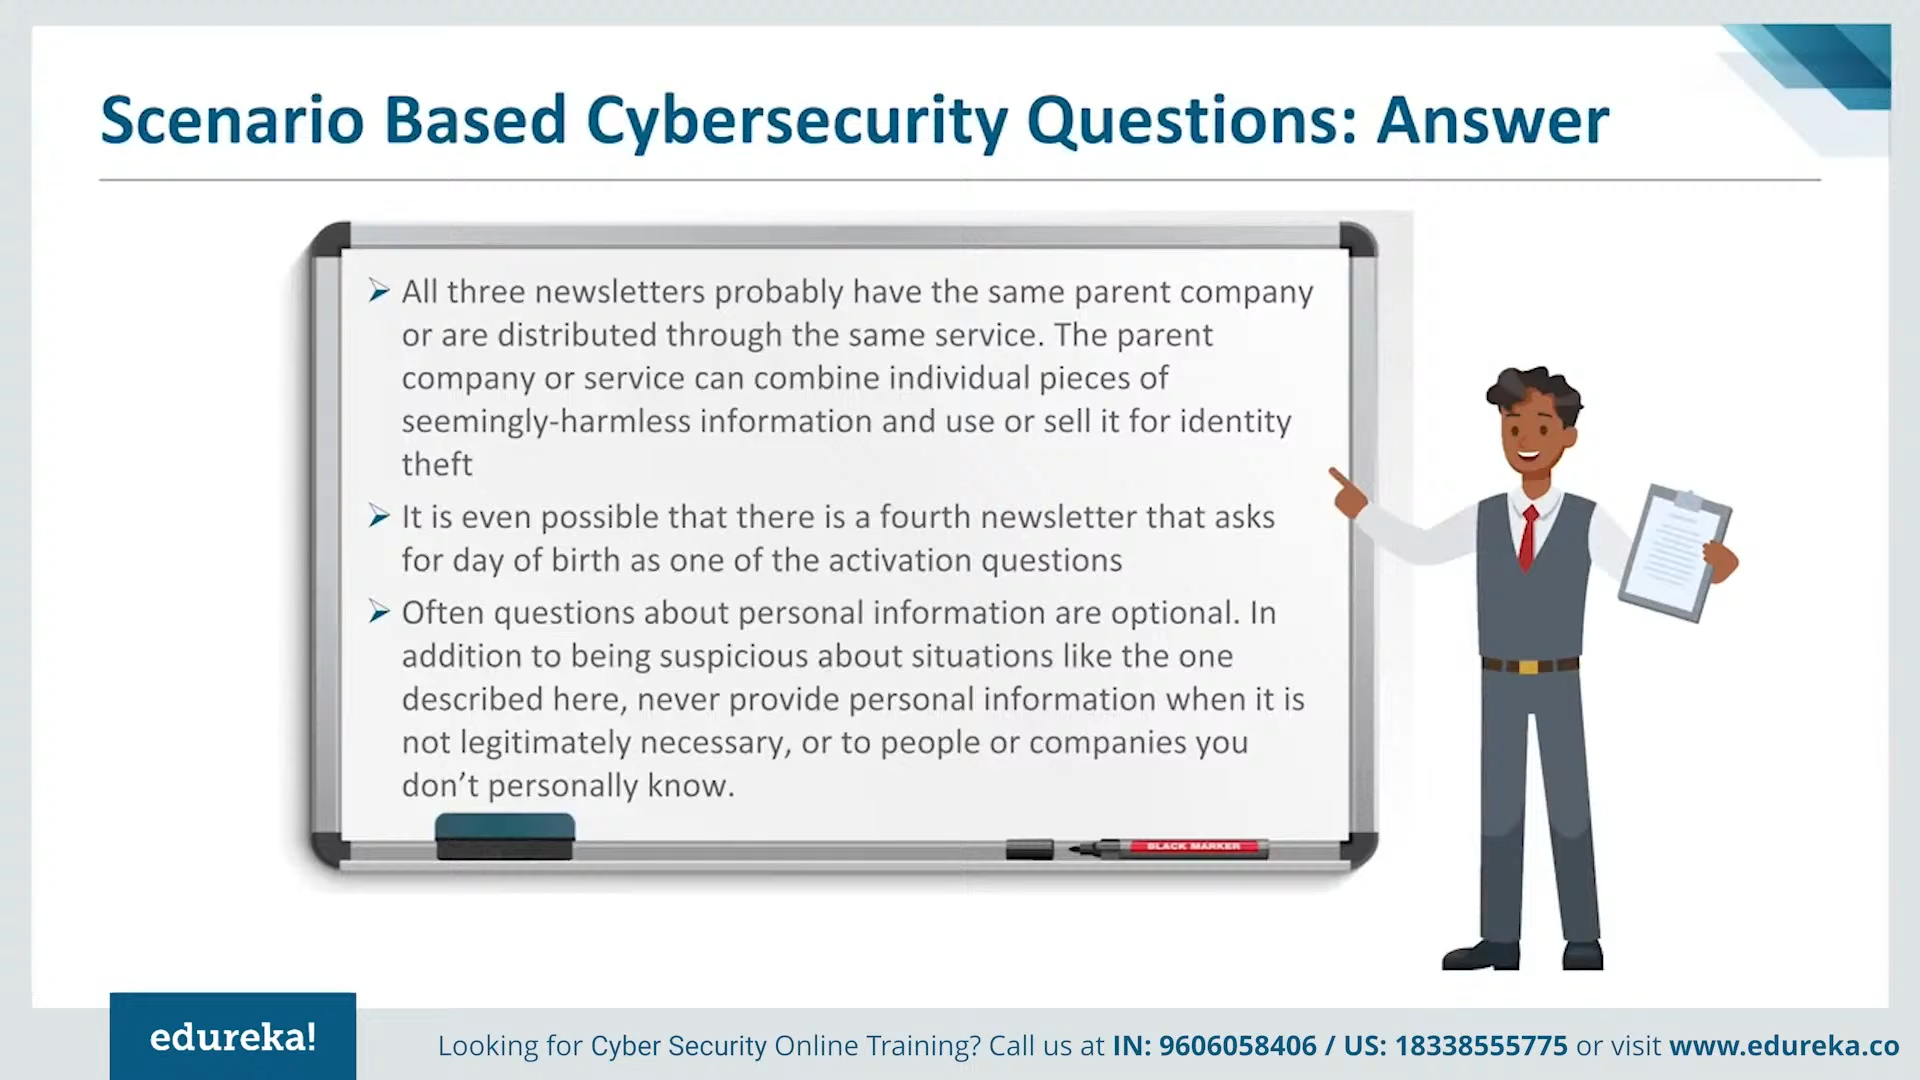 Scenario Based Cybersecurity Questions: Answer
All three newsletters probably have the same parent company
or are distributed through the same service. The parent
company or service can combine individual pieces of
seemingly-harmless information and use or sell it for identity
theft
It is even possible that there is a fourth newsletter that asks
for day of birth as one of the activation questions
Often questions about personal information are optional. In
addition to being suspicious about situations like the one
described here, never provide personal information when it is
not legitimately necessary, or to people or companies you
don’t personally know.
BLACK MARKER
edureka!
Looking for Cyber Security Online Training? Call us at IN: 9606058406 / US: 18338555775 or visit www.edureka.co